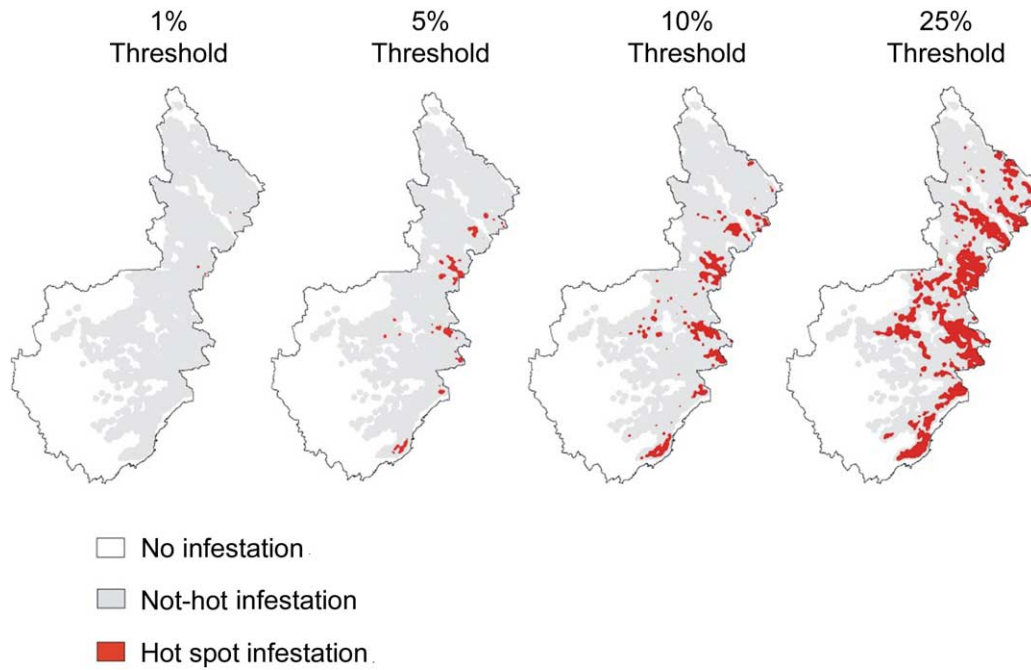 1%
Threshold
5%
Threshold
10%
Threshold
25%
Threshold
No infestation
Not-hot infestation
Hot spot infestation